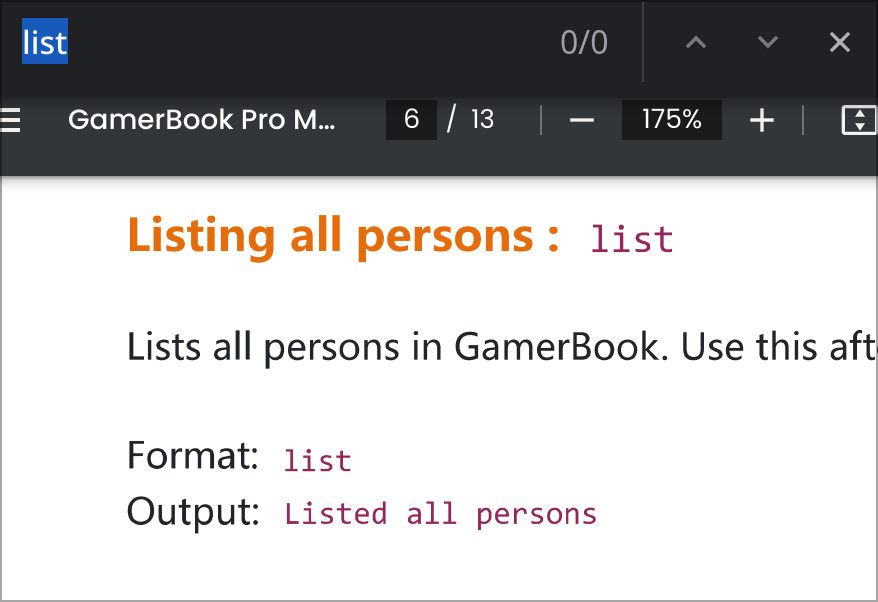 list 0/0
GamerBook Pro M... 6 / 13 175%
Listing all persons : list
Lists all persons in GamerBook. Use this
Format: list
Output: Listed all persons